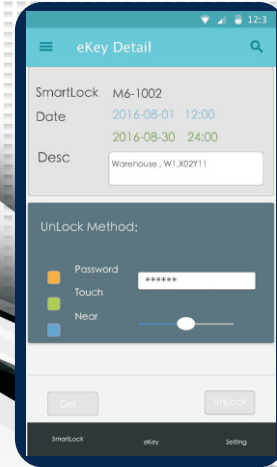 12:3
eKey Detail
SmartLock M6-1002
Date 2016-08-01 12:00
2016-08-30 24:00
Desc Warehouse , W1,X02Y11
UnLock Method:
Password ******
Touch
Near
Del UnLock
SmartLock eKey Setting